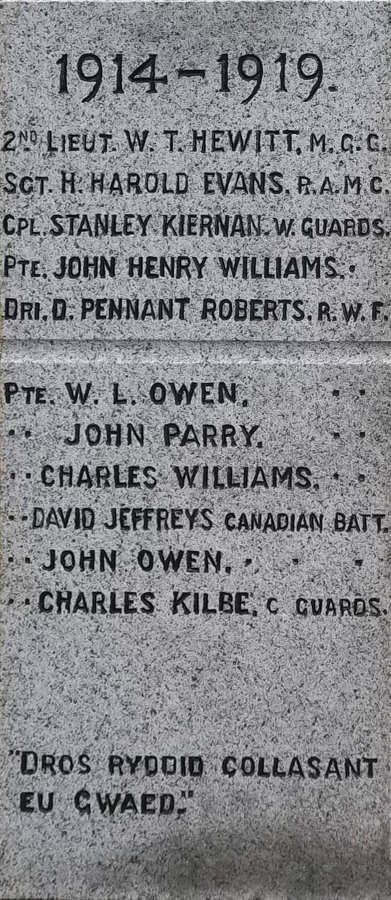 1914-1919.
2ND LIEUT. W. T. HEWITT, M. G. C.
SGT. H. HAROLD EVANS. R. A. M. C.
CPL. STANLEY KIERNAN. W. GUARDS.
PTE. JOHN HENRY WILLIAMS. "
DRI. D. PENNANT ROBERTS. R. W. F.
PTE. W. L. OWEN. " "
" JOHN PARRY. " "
" CHARLES WILLIAMS. " "
" DAVID JEFFREYS CANADIAN BATT.
" JOHN OWEN. " " "
" CHARLES KILBE. C GUARDS.
"DROS RYDDID COLLASANT
EU GWAED."